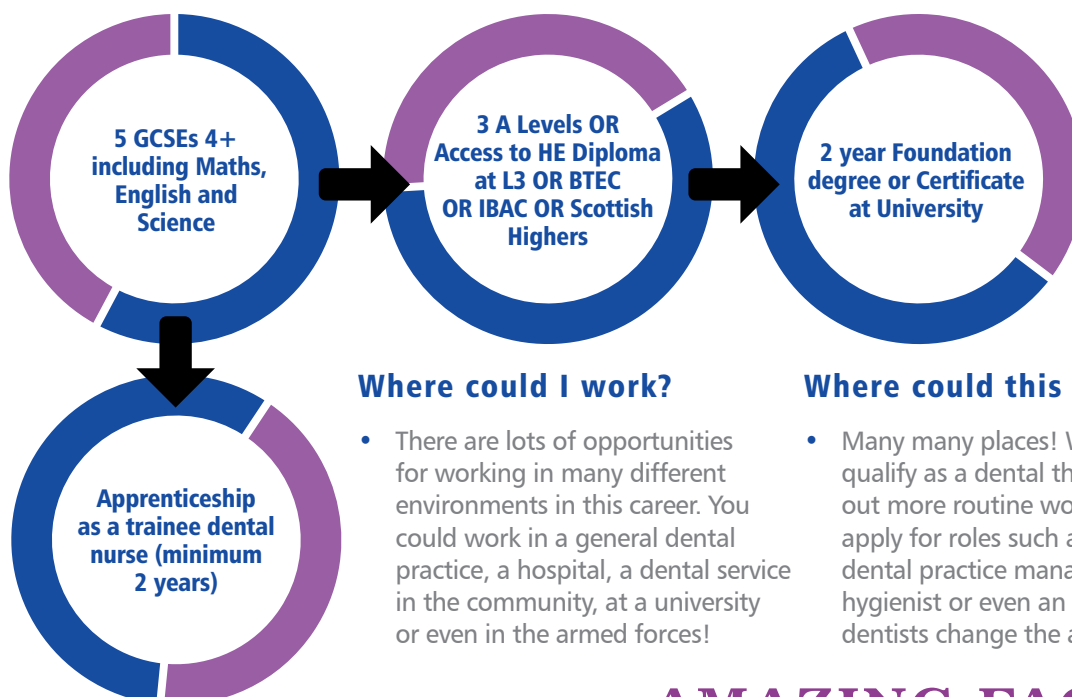 5 GCSEs 4+
including Maths,
English and
Science
3 A Levels OR
Access to HE Diploma
at L3 OR BTEC
OR IBAC OR Scottish
Highers
2 year Foundation
degree or Certificate
at University
Apprenticeship
as a trainee dental
nurse (minimum
2 years)
Where could I work?
• There are lots of opportunities
for working in many different
environments in this career. You
could work in a general dental
practice, a hospital, a dental service
in the community, at a university
or even in the armed forces!
Where could this
• Many many places!
qualify as a dental
out more routine
apply for roles such
dental practice
hygienist or even an
dentists change the
AMAZING